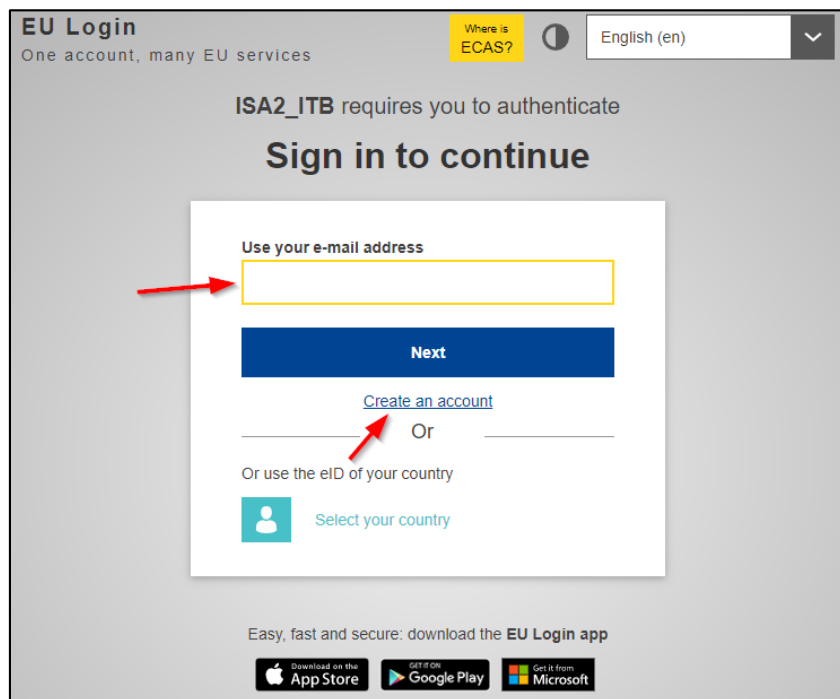 EU Login
One account, many EU services
Where is
ECAS?
English (en)
ISA2_ITB requires you to authenticate
Sign in to continue
Use your e-mail address
Next
Create an account
Or
Or use the eID of your country
Select your country
Easy, fast and secure: download the EU Login app
Download on the
App Store
GET IT ON
Google Play
Get it from
Microsoft